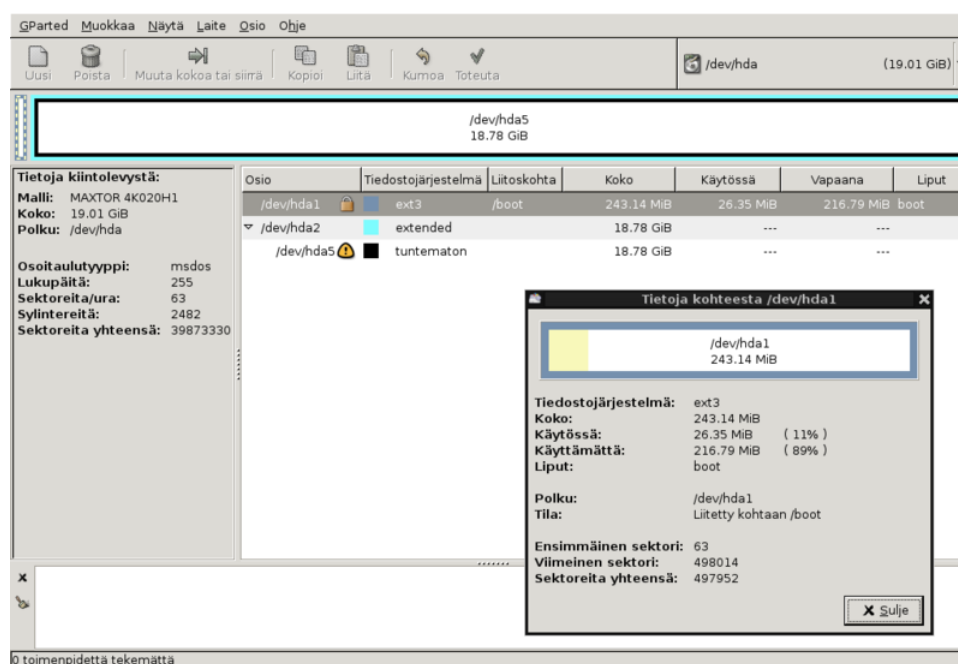 GParted Muokkaa Näytä Laite Osio Ohje
Uusi Poista Muuta kokoa tai siirrä Kopioi Liitä Kumoa Toteuta /dev/hda (19.01 GiB)
/dev/hda5
18.78 GiB
Tietoja kiintolevystä:
Malli: MAXTOR 4K020H1
Koko: 19.01 GiB
Polku: /dev/hda
Osoitaulutyyppi: msdos
Lukupäitä: 255
Sektoreita/ura: 63
Sylintereitä: 2482
Sektoreita yhteensä: 39873330
Osio Tiedostojärjestelmä Liitoskohta Koko Käytössä Vapaana Liput
/dev/hda1 ext3 /boot 243.14 MiB 26.35 MiB 216.79 MiB boot
/dev/hda2 extended 18.78 GiB --- ---
/dev/hda5 tuntematon 18.78 GiB --- ---
Tietoja kohteesta /dev/hda1
/dev/hda1
243.14 MiB
Tiedostojärjestelmä: ext3
Koko: 243.14 MiB
Käytössä: 26.35 MiB ( 11% )
Käyttämättä: 216.79 MiB ( 89% )
Liput: boot
Polku: /dev/hda1
Tila: Liitetty kohtaan /boot
Ensimmäinen sektori: 63
Viimeinen sektori: 498014
Sektoreita yhteensä: 497952
Sulje
0 toimenpidettä tekemättä